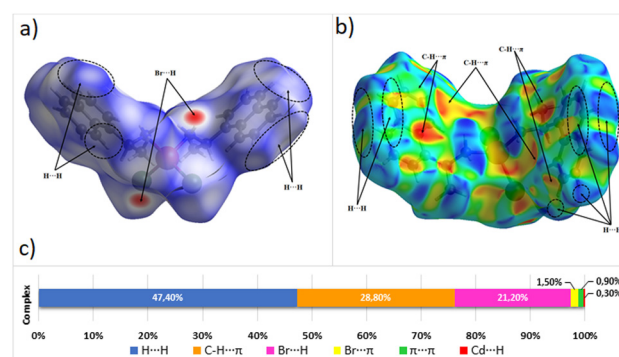 a)
b)
Br···H
H···H
H···H
C-H···π
C-H···π
C-H···π
H···H
H···H
c)
Complex
47,40%
28.80%
21,20%
1,50%
0,90%
0,30%
0% 10% 20% 30% 40% 50% 60% 70% 80% 90% 100%
H···H C-H···π Br···H Br···π π···π Cd···H